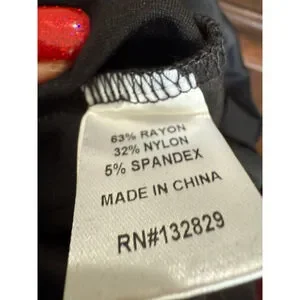 63% RAYON
32% NYLON
5% SPANDEX
MADE IN CHINA
RN#132829